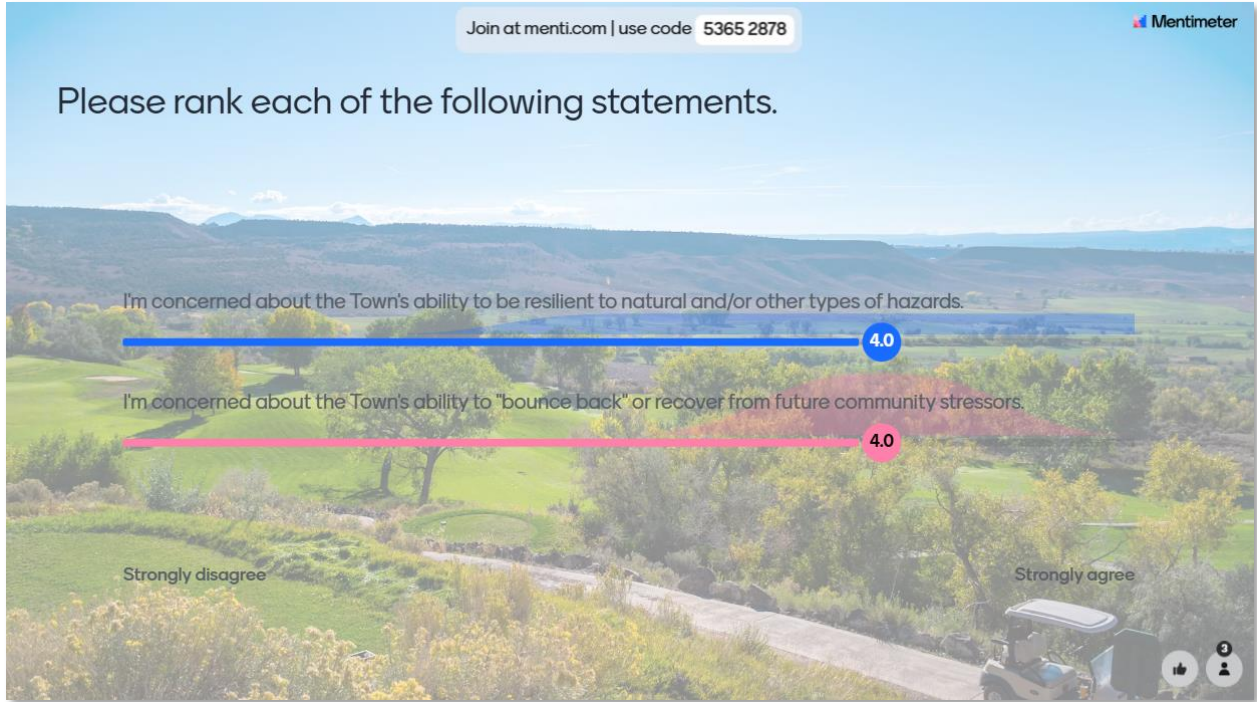 Join at menti.com | use code 5365 2878
Mentimeter
Please rank each of the following statements.
I'm concerned about the Town's ability to be resilient to natural and/or other types of hazards.
4.0
I'm concerned about the Town's ability to "bounce back" or recover from future community stressors.
4.0
Strongly disagree
Strongly agree
3